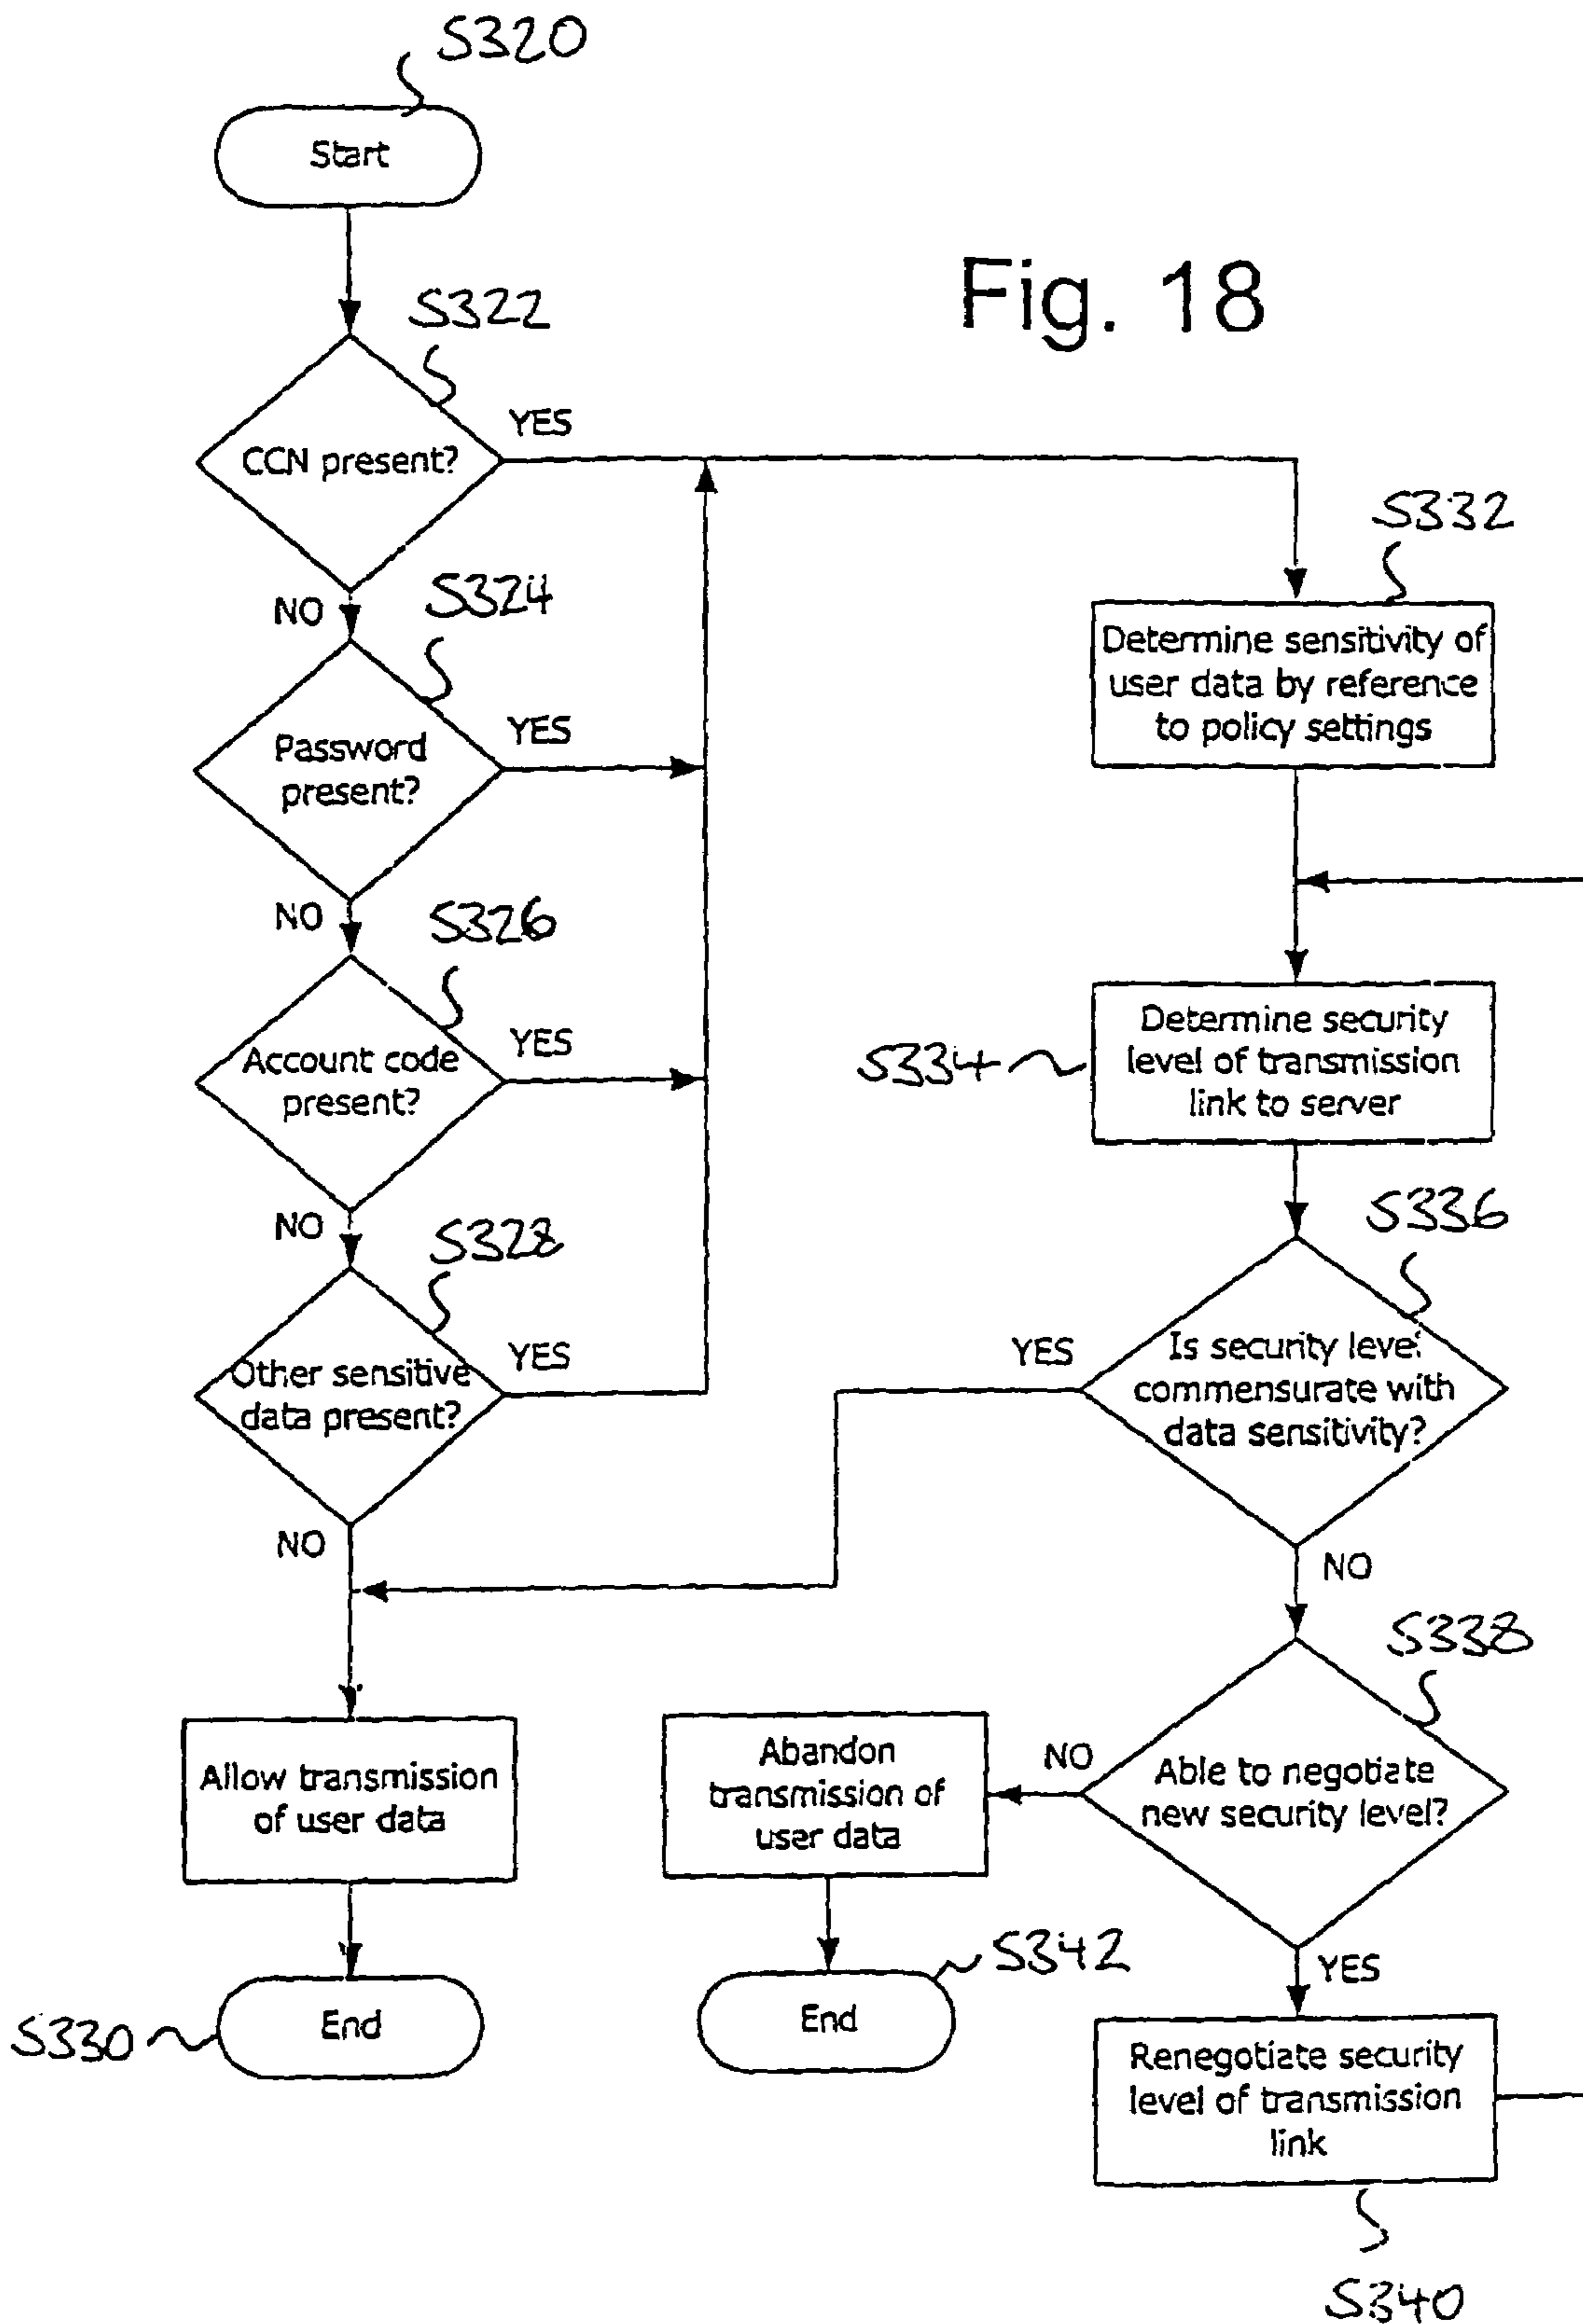 S320
Start
Fig. 18
S322
YES
CCN present?
S332
NO
S324
Determine sensitivity of
user data by reference
to policy settings
YES
Password
present?
NO
S326
Determine security
level of transmission
link to server
S334
YES
Account code
present?
NO
S328
S336
YES
Other sensitive
data present?
YES
Is security level
commensurate with
data sensitivity?
NO
NO
S338
Allow transmission
of user data
Abandon
transmission of
user data
NO
Able to negotiate
new security level?
S342
YES
S330
End
End
Renegotiate security
level of transmission
link
S340